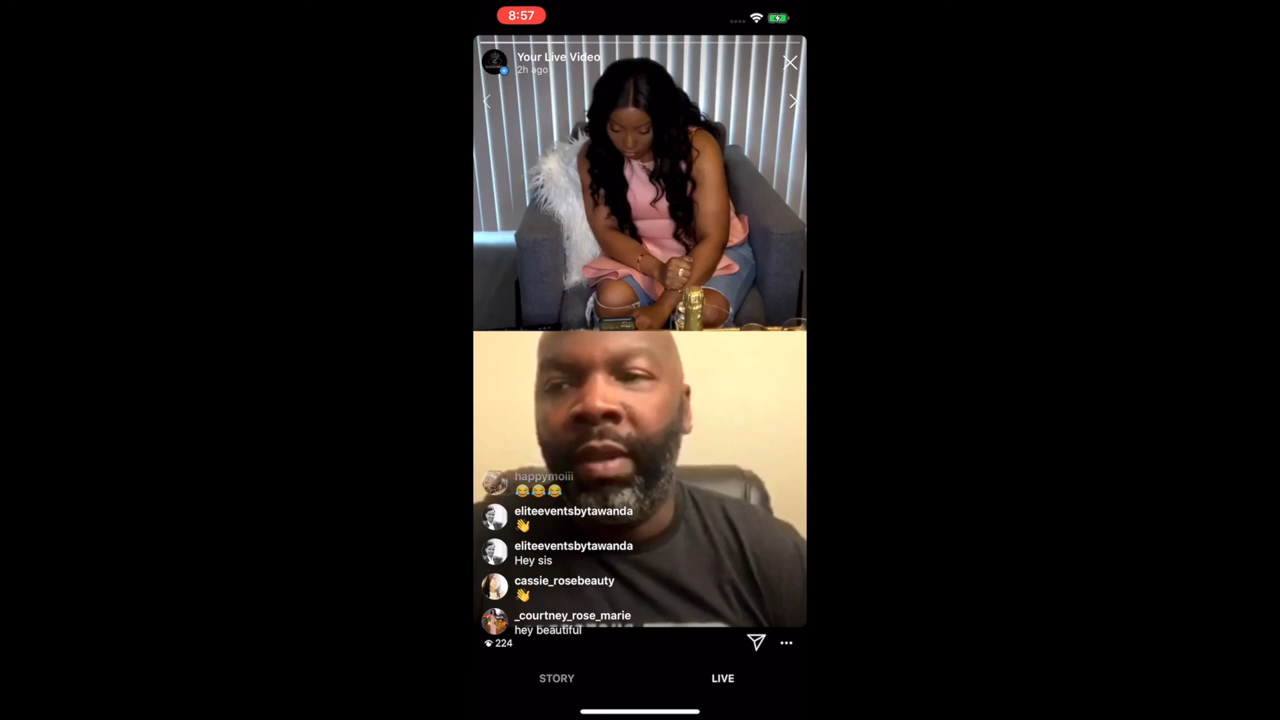 8:57
Your Live Video
2h ago
happymoiii
😂😂😂
eliteeventsbytawanda
👋
eliteeventsbytawanda
Hey sis
cassie_rosebeauty
👋
_courtney_rose_marie
hey beautiful
224
STORY
LIVE